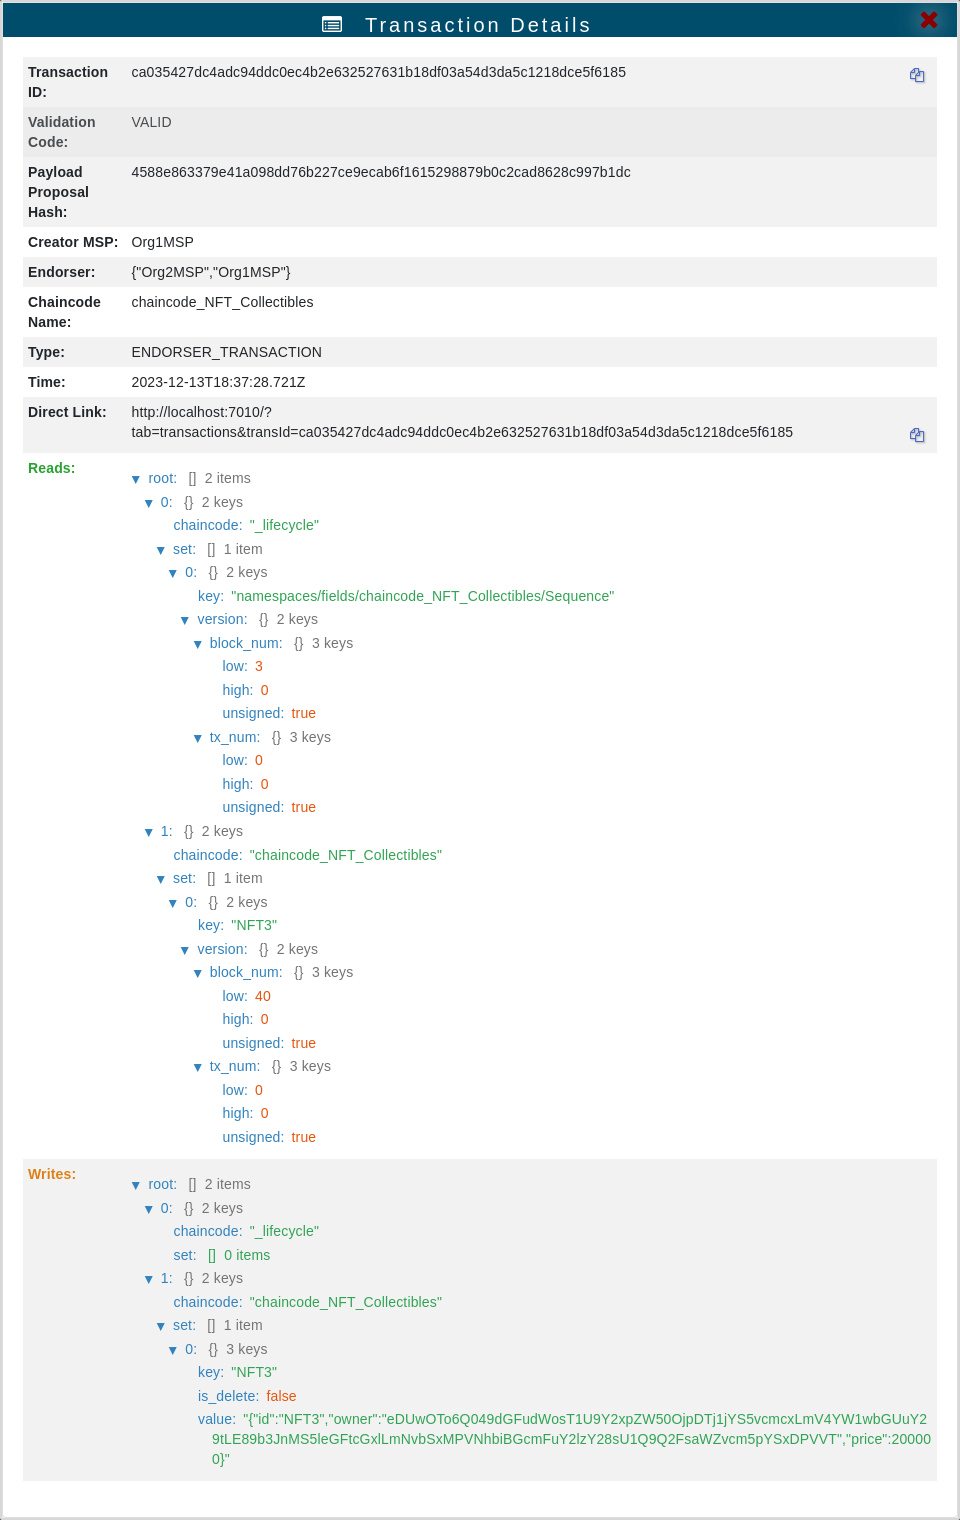 Transaction Details
Transaction ca035427dc4adc94ddc0ec4b2e632527631b18df03a54d3da5c1218dce5f6185
ID:
Validation VALID
Code:
Payload 4588e863379e41a098dd76b227ce9ecab6f1615298879b0c2cad8628c997b1dc
Proposal
Hash:
Creator MSP: Org1MSP
Endorser: {"Org2MSP","Org1MSP"}
Chaincode chaincode_NFT_Collectibles
Name:
Type: ENDORSER_TRANSACTION
Time: 2023-12-13T18:37:28.721Z
Direct Link: http://localhost:7010/?
tab=transactions&transId=ca035427dc4adc94ddc0ec4b2e632527631b18df03a54d3da5c1218dce5f6185
Reads:
▼ root: [] 2 items
▼ 0: {} 2 keys
chaincode: "_lifecycle"
▼ set: [] 1 item
▼ 0: {} 2 keys
key: "namespaces/fields/chaincode_NFT_Collectibles/Sequence"
▼ version: {} 2 keys
▼ block_num: {} 3 keys
low: 3
high: 0
unsigned: true
▼ tx_num: {} 3 keys
low: 0
high: 0
unsigned: true
▼ 1: {} 2 keys
chaincode: "chaincode_NFT_Collectibles"
▼ set: [] 1 item
▼ 0: {} 2 keys
key: "NFT3"
▼ version: {} 2 keys
▼ block_num: {} 3 keys
low: 40
high: 0
unsigned: true
▼ tx_num: {} 3 keys
low: 0
high: 0
unsigned: true
Writes:
▼ root: [] 2 items
▼ 0: {} 2 keys
chaincode: "_lifecycle"
set: [] 0 items
▼ 1: {} 2 keys
chaincode: "chaincode_NFT_Collectibles"
▼ set: [] 1 item
▼ 0: {} 3 keys
key: "NFT3"
is_delete: false
value: "{"id":"NFT3","owner":"eDUwOTo6Q049dGFudWosT1U9Y2xpZW50OjpDTj1jYS5vcmcxLmV4YW1wbGUuY2
9tLE89b3JnMS5leGFtcGxlLmNvbSxMPVNhbiBGcmFuY2lzY28sU1Q9Q2FsaWZvcm5pYSxDPVVT","price":20000
0}"